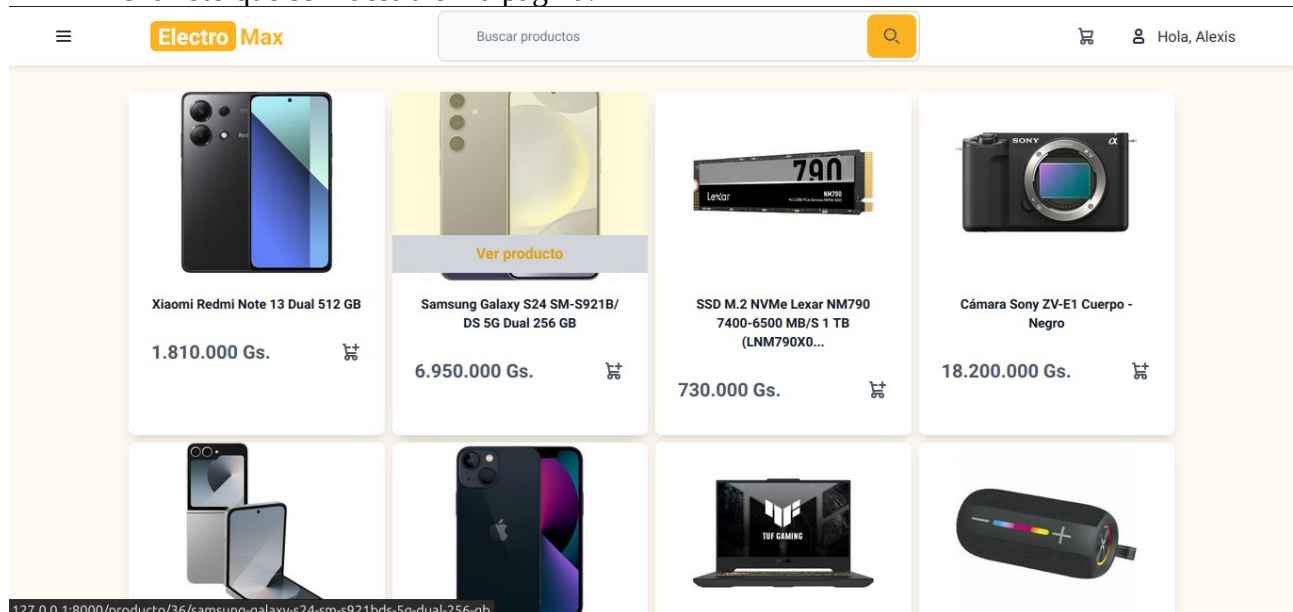 Electro Max
Buscar productos
Hola, Alexis
790
Lexar
NM790
SONY
α
Ver producto
Xiaomi Redmi Note 13 Dual 512 GB
Samsung Galaxy S24 SM-S921B/
DS 5G Dual 256 GB
SSD M.2 NVMe Lexar NM790
7400-6500 MB/S 1 TB
(LNM790X0...
Cámara Sony ZV-E1 Cuerpo -
Negro
1.810.000 Gs.
6.950.000 Gs.
730.000 Gs.
18.200.000 Gs.
TUF GAMING
127.0.0.1:8000/producto/36/samsung-galaxy-s24-sm-s921bds-5g-dual-256-gb